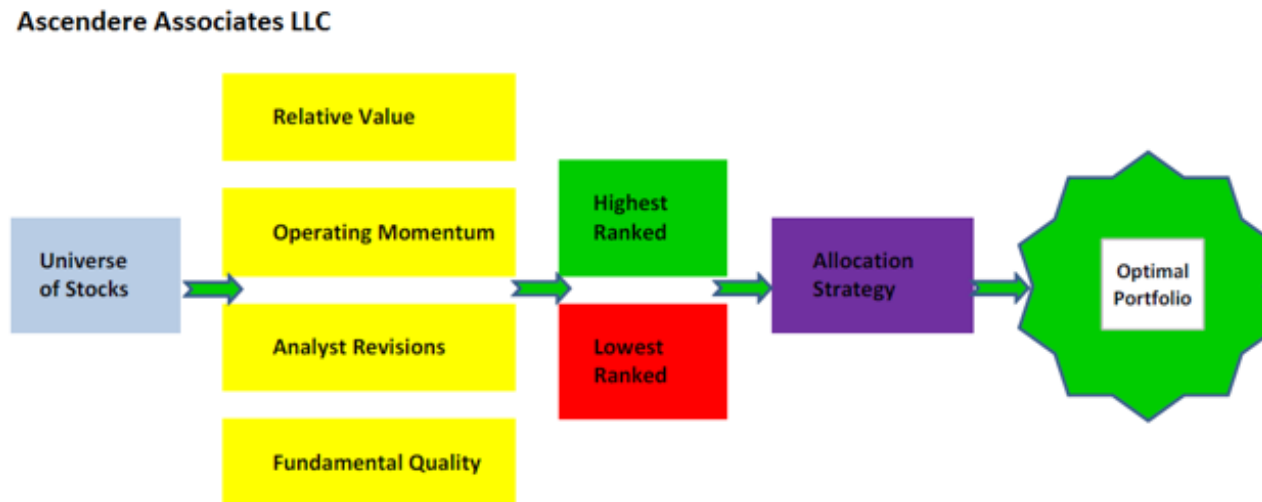 Ascendere Associates LLC
Universe
of Stocks
Relative Value
Operating Momentum
Analyst Revisions
Fundamental Quality
Highest
Ranked
Lowest
Ranked
Allocation
Strategy
Optimal
Portfolio